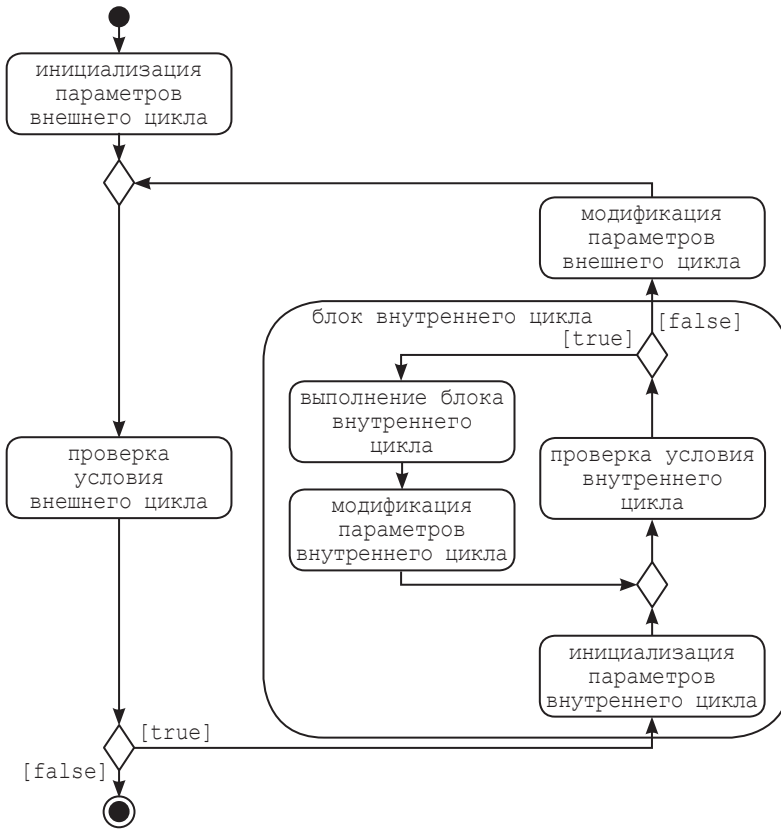 инициализация
параметров
внешнего цикла
модификация
параметров
внешнего цикла
блок внутреннего цикла
[true]
[false]
выполнение блока
внутреннего
цикла
проверка
условия
внешнего цикла
проверка условия
внутреннего
цикла
модификация
параметров
внутреннего цикла
инициализация
параметров
внутреннего цикла
[true]
[false]